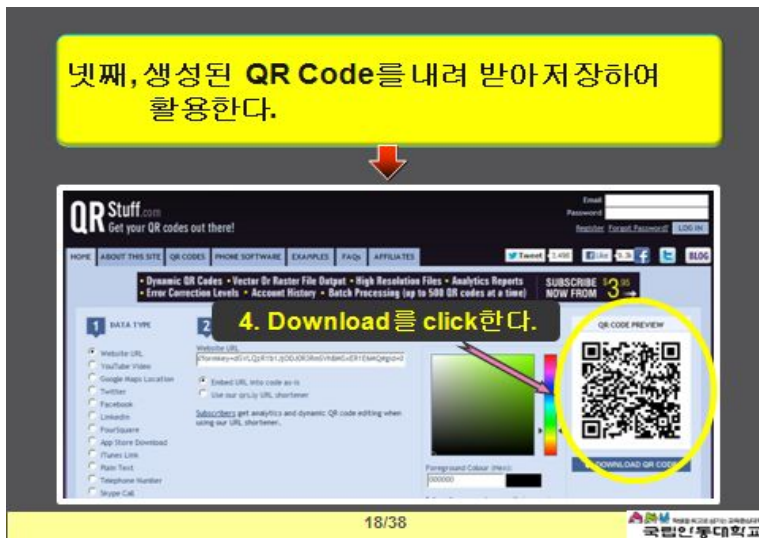 넷째, 생성된 QR Code를 내려 받아 저장하여
활용한다.
QR Stuff.com
Get your QR codes out there!
Email
Password
Register Forgot Password? LOG IN
HOME ABOUT THIS SITE QR CODES PHONE SOFTWARE EXAMPLES FAQs AFFILIATES
Tweet Like BLOG
• Dynamic QR Codes • Vector Or Raster File Output • High Resolution Files • Analytics Reports
• Error Correction Levels • Account History • Batch Processing (up to 500 QR codes at a time)
SUBSCRIBE
NOW FROM $3.95
1 DATA TYPE
2
4. Download를 click한다.
QR CODE PREVIEW
Website URL
YouTube Video
Google Maps Location
Twitter
Facebook
LinkedIn
FourSquare
App Store Download
iTunes Link
Plain Text
Telephone Number
Skype Call
Website URL
Embed URL into code as-is
Use our qrs.ly URL shortener
Subscribers get analytics and dynamic QR code editing when
using our URL shortener.
Foreground Colour (Hex):
000000
DOWNLOAD QR CODE
18/38
국립안동대학교